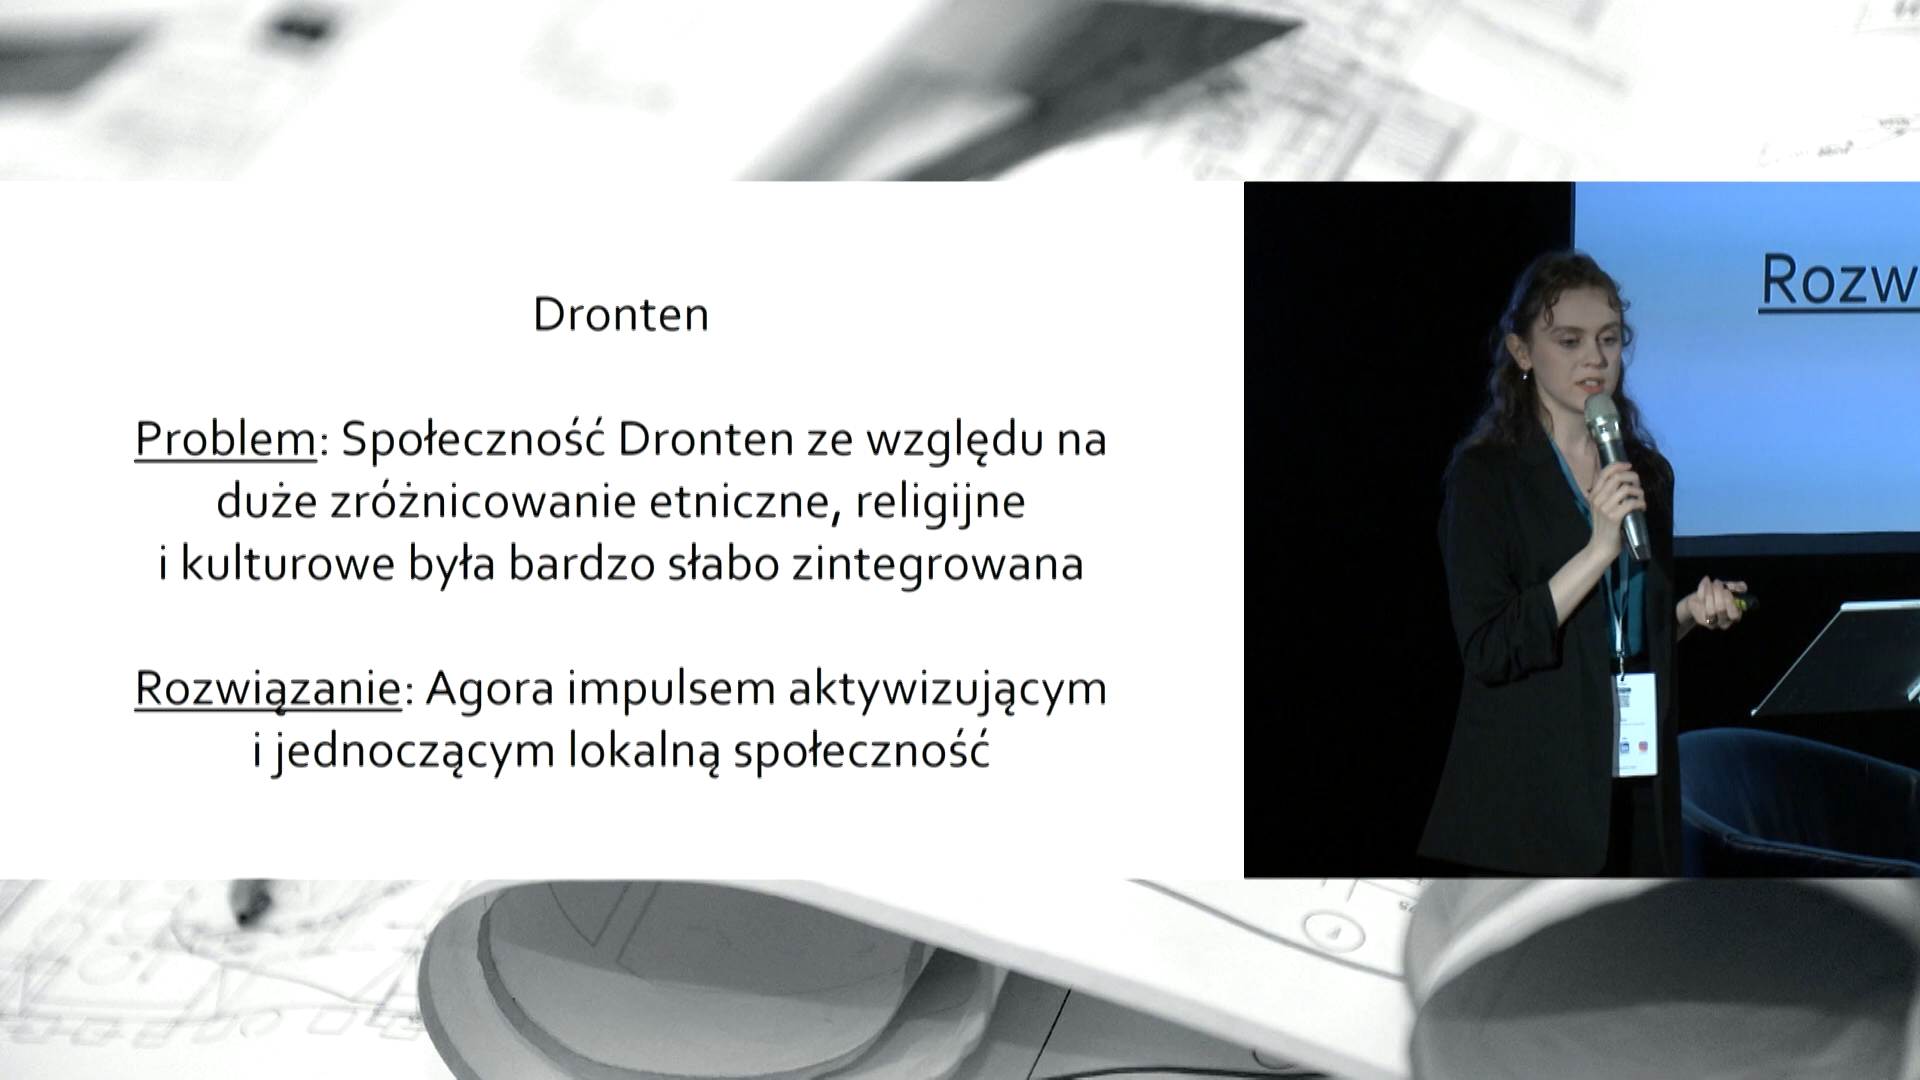 Dronten
Problem: Społeczność Dronten ze względu na
duże zróżnicowanie etniczne, religijne
i kulturowe była bardzo słabo zintegrowana
Rozwiązanie: Agora impulsem aktywizującym
i jednoczącym lokalną społeczność
Rozw